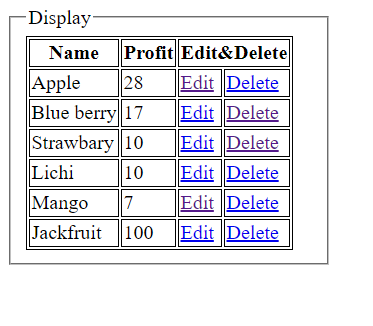 Display
Name Profit Edit&Delete
Apple 28 Edit Delete
Blue berry 17 Edit Delete
Strawbary 10 Edit Delete
Lichi 10 Edit Delete
Mango 7 Edit Delete
Jackfruit 100 Edit Delete